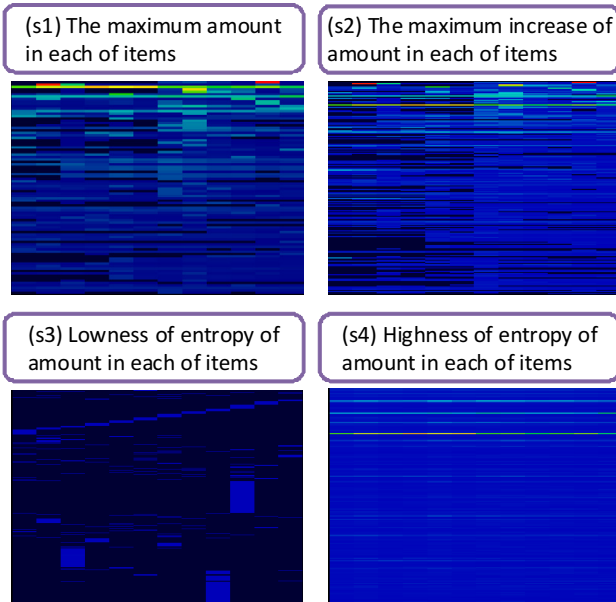 (s1) The maximum amount
in each of items
(s2) The maximum increase of
amount in each of items
(s3) Lowness of entropy of
amount in each of items
(s4) Highness of entropy of
amount in each of items